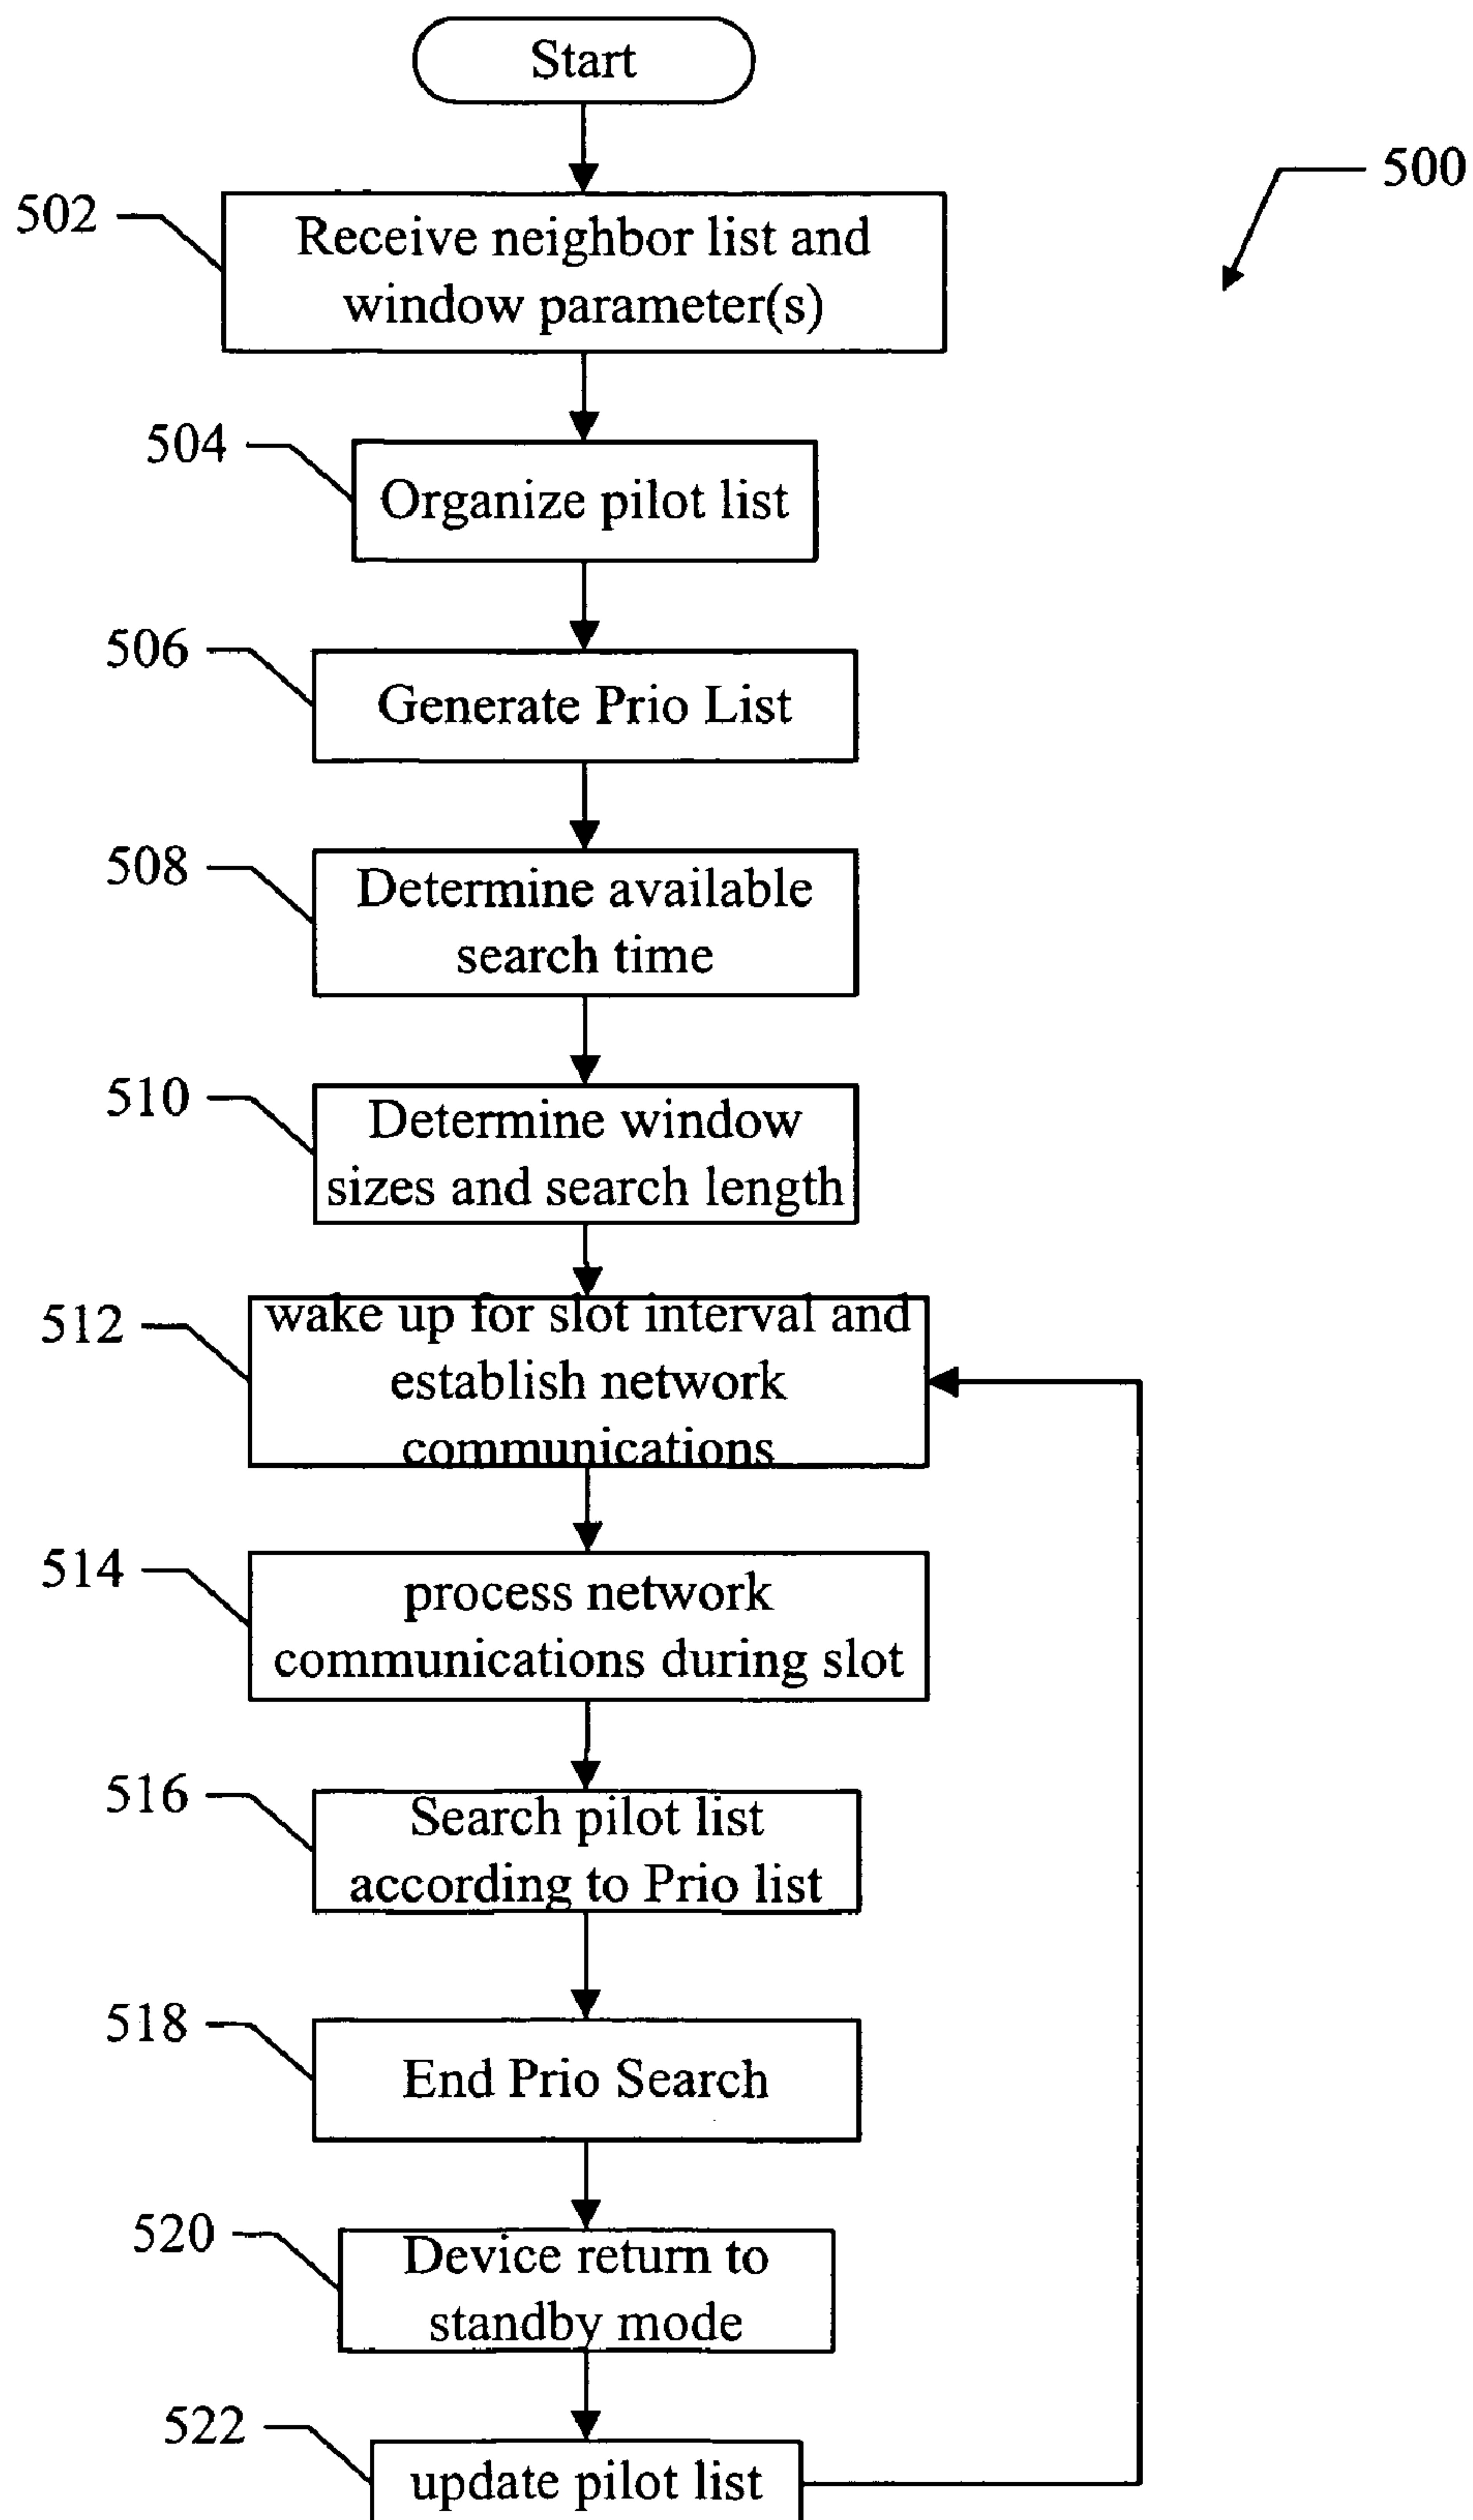 Start
500
502
Receive neighbor list and
window parameter(s)
504
Organize pilot list
506
Generate Prio List
508
Determine available
search time
510
Determine window
sizes and search length
512
wake up for slot interval and
establish network
communications
514
process network
communications during slot
516
Search pilot list
according to Prio list
518
End Prio Search
520
Device return to
standby mode
522
update pilot list